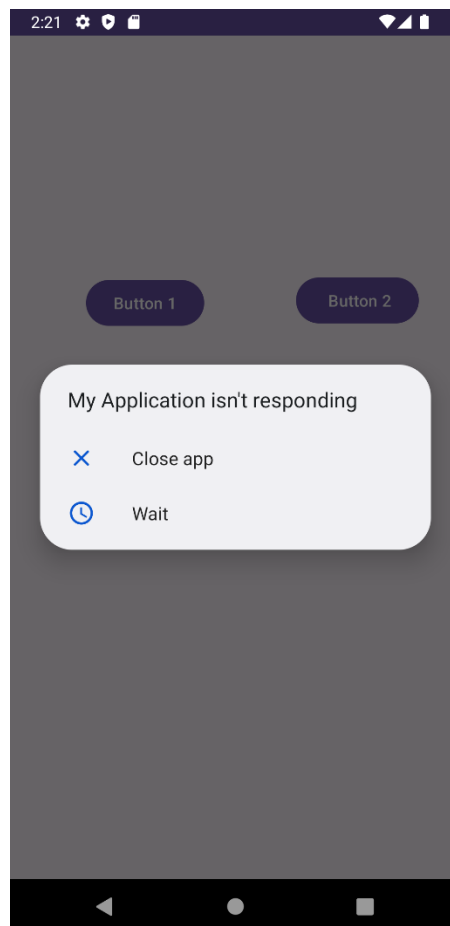 2:21
Button 1
Button 2
My Application isn't responding
Close app
Wait